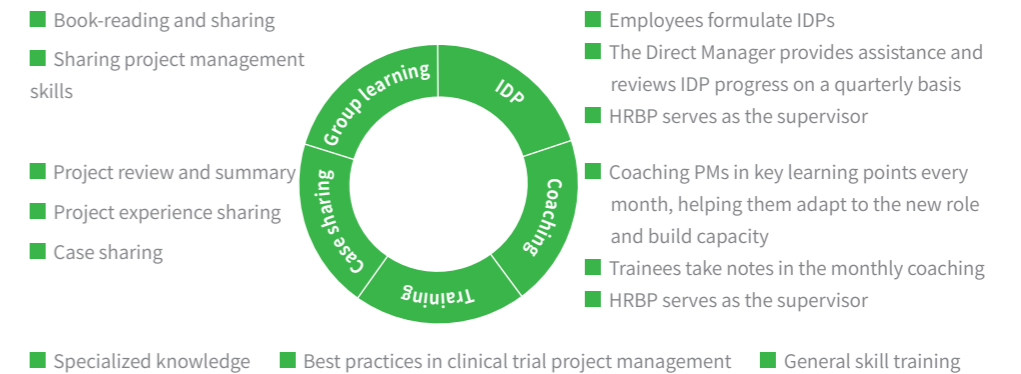 Book-reading and sharing
Sharing project management
skills
Group learning
IDP
Employees formulate IDPs
The Direct Manager provides assistance and
reviews IDP progress on a quarterly basis
HRBP serves as the supervisor
Project review and summary
Project experience sharing
Case sharing
Case sharing
Coaching
Coaching PMs in key learning points every
month, helping them adapt to the new role
and build capacity
Trainees take notes in the monthly coaching
HRBP serves as the supervisor
Training
Specialized knowledge
Best practices in clinical trial project management
General skill training